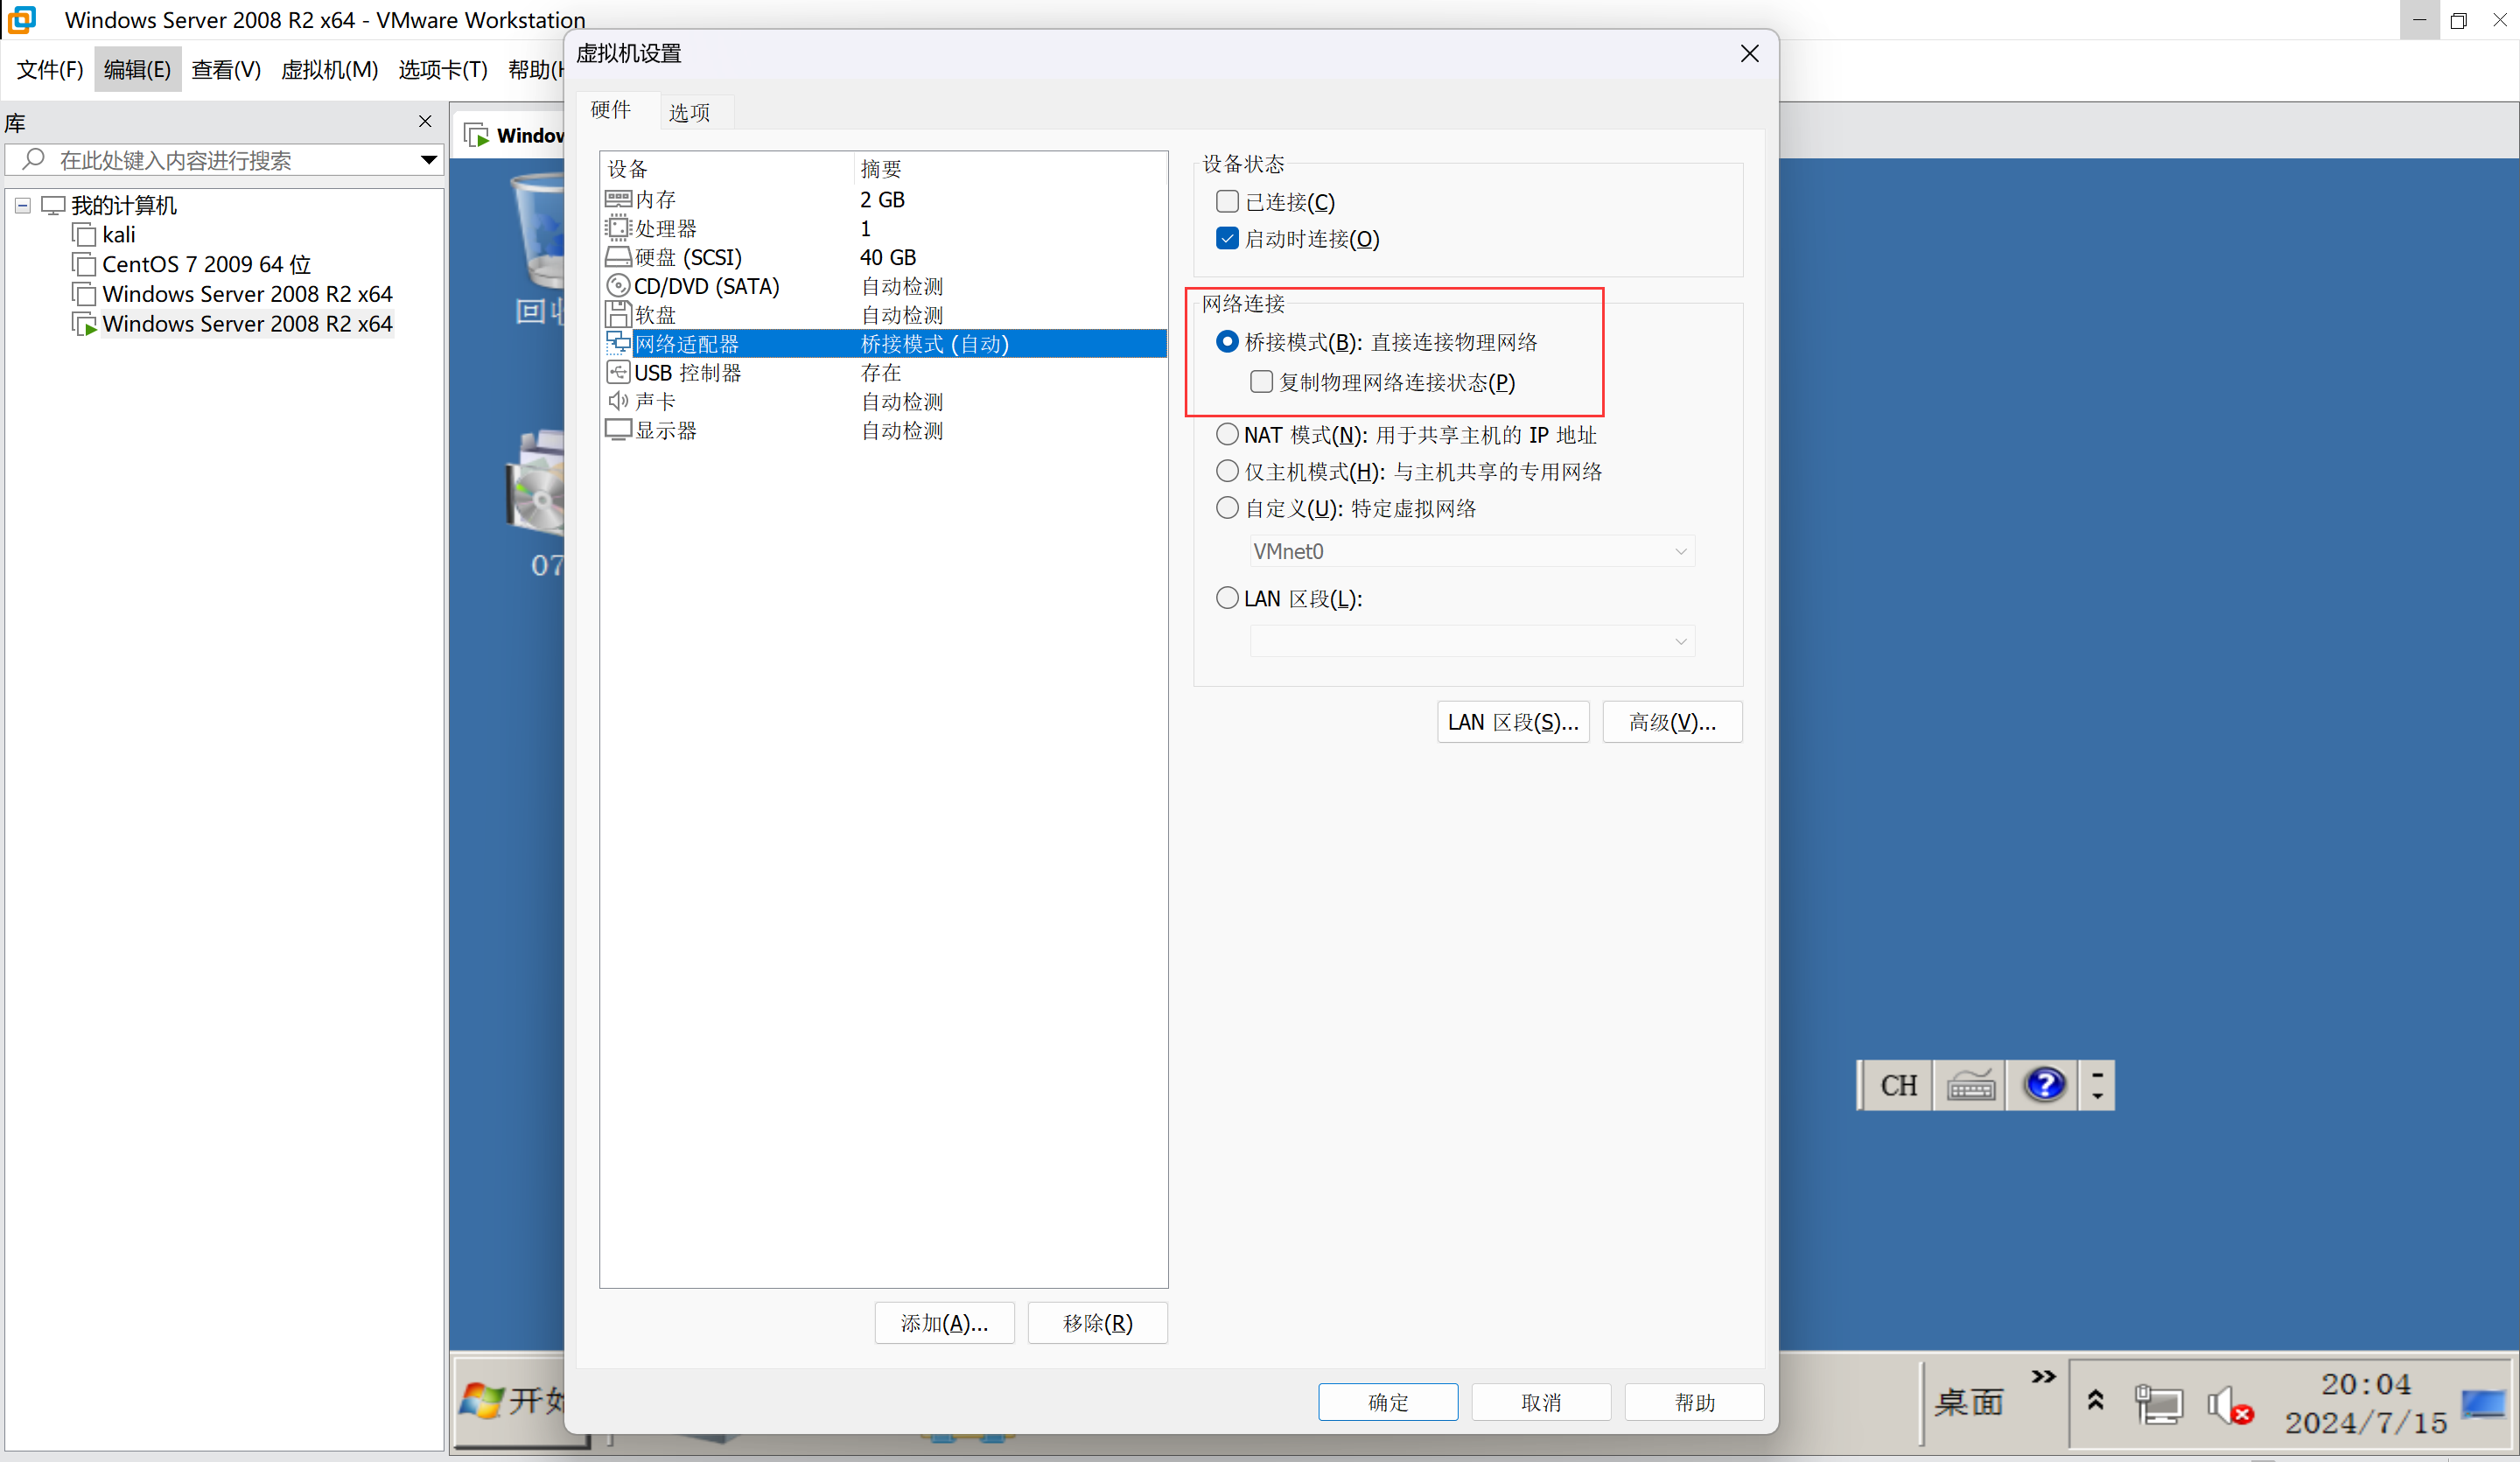 Windows Server 2008 R2 x64 - VMware Workstation
文件(F) 编辑(E) 查看(V) 虚拟机(M) 选项卡(T) 帮助(H
库
在此处键入内容进行搜索
我的计算机
kali
CentOS 7 2009 64 位
Windows Server 2008 R2 x64
Windows Server 2008 R2 x64
Window
回收
07
虚拟机设置
硬件 选项
设备 摘要
内存 2 GB
处理器 1
硬盘 (SCSI) 40 GB
CD/DVD (SATA) 自动检测
软盘 自动检测
网络适配器 桥接模式 (自动)
USB 控制器 存在
声卡 自动检测
显示器 自动检测
添加(A)... 移除(R)
设备状态
已连接(C)
启动时连接(O)
网络连接
桥接模式(B): 直接连接物理网络
复制物理网络连接状态(P)
NAT 模式(N): 用于共享主机的 IP 地址
仅主机模式(H): 与主机共享的专用网络
自定义(U): 特定虚拟网络
VMnet0
LAN 区段(L):
LAN 区段(S)... 高级(V)...
确定 取消 帮助
CH
开始
桌面
20:04
2024/7/15